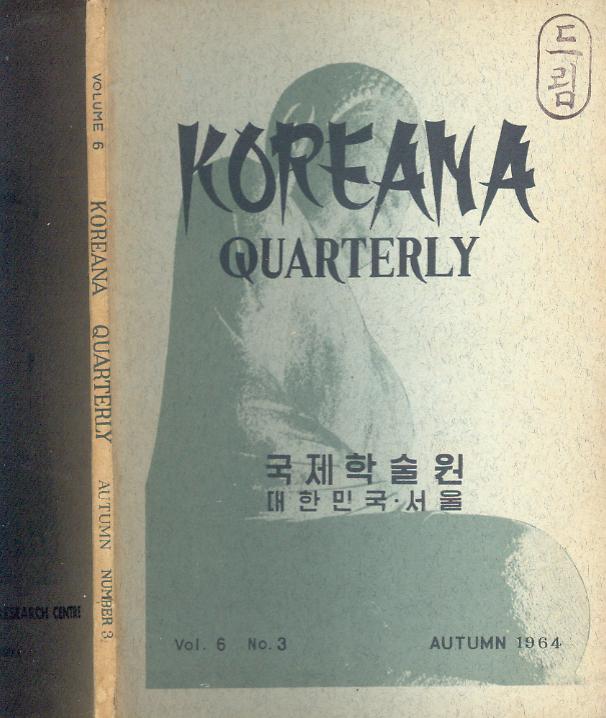 드림
KOREANA
QUARTERLY
국제학술원
대한민국·서울
Vol. 6 No. 3
AUTUMN 1964
VOLUME 6 KOREANA QUARTERLY AUTUMN NUMBER 3
RESEARCH CENTRE